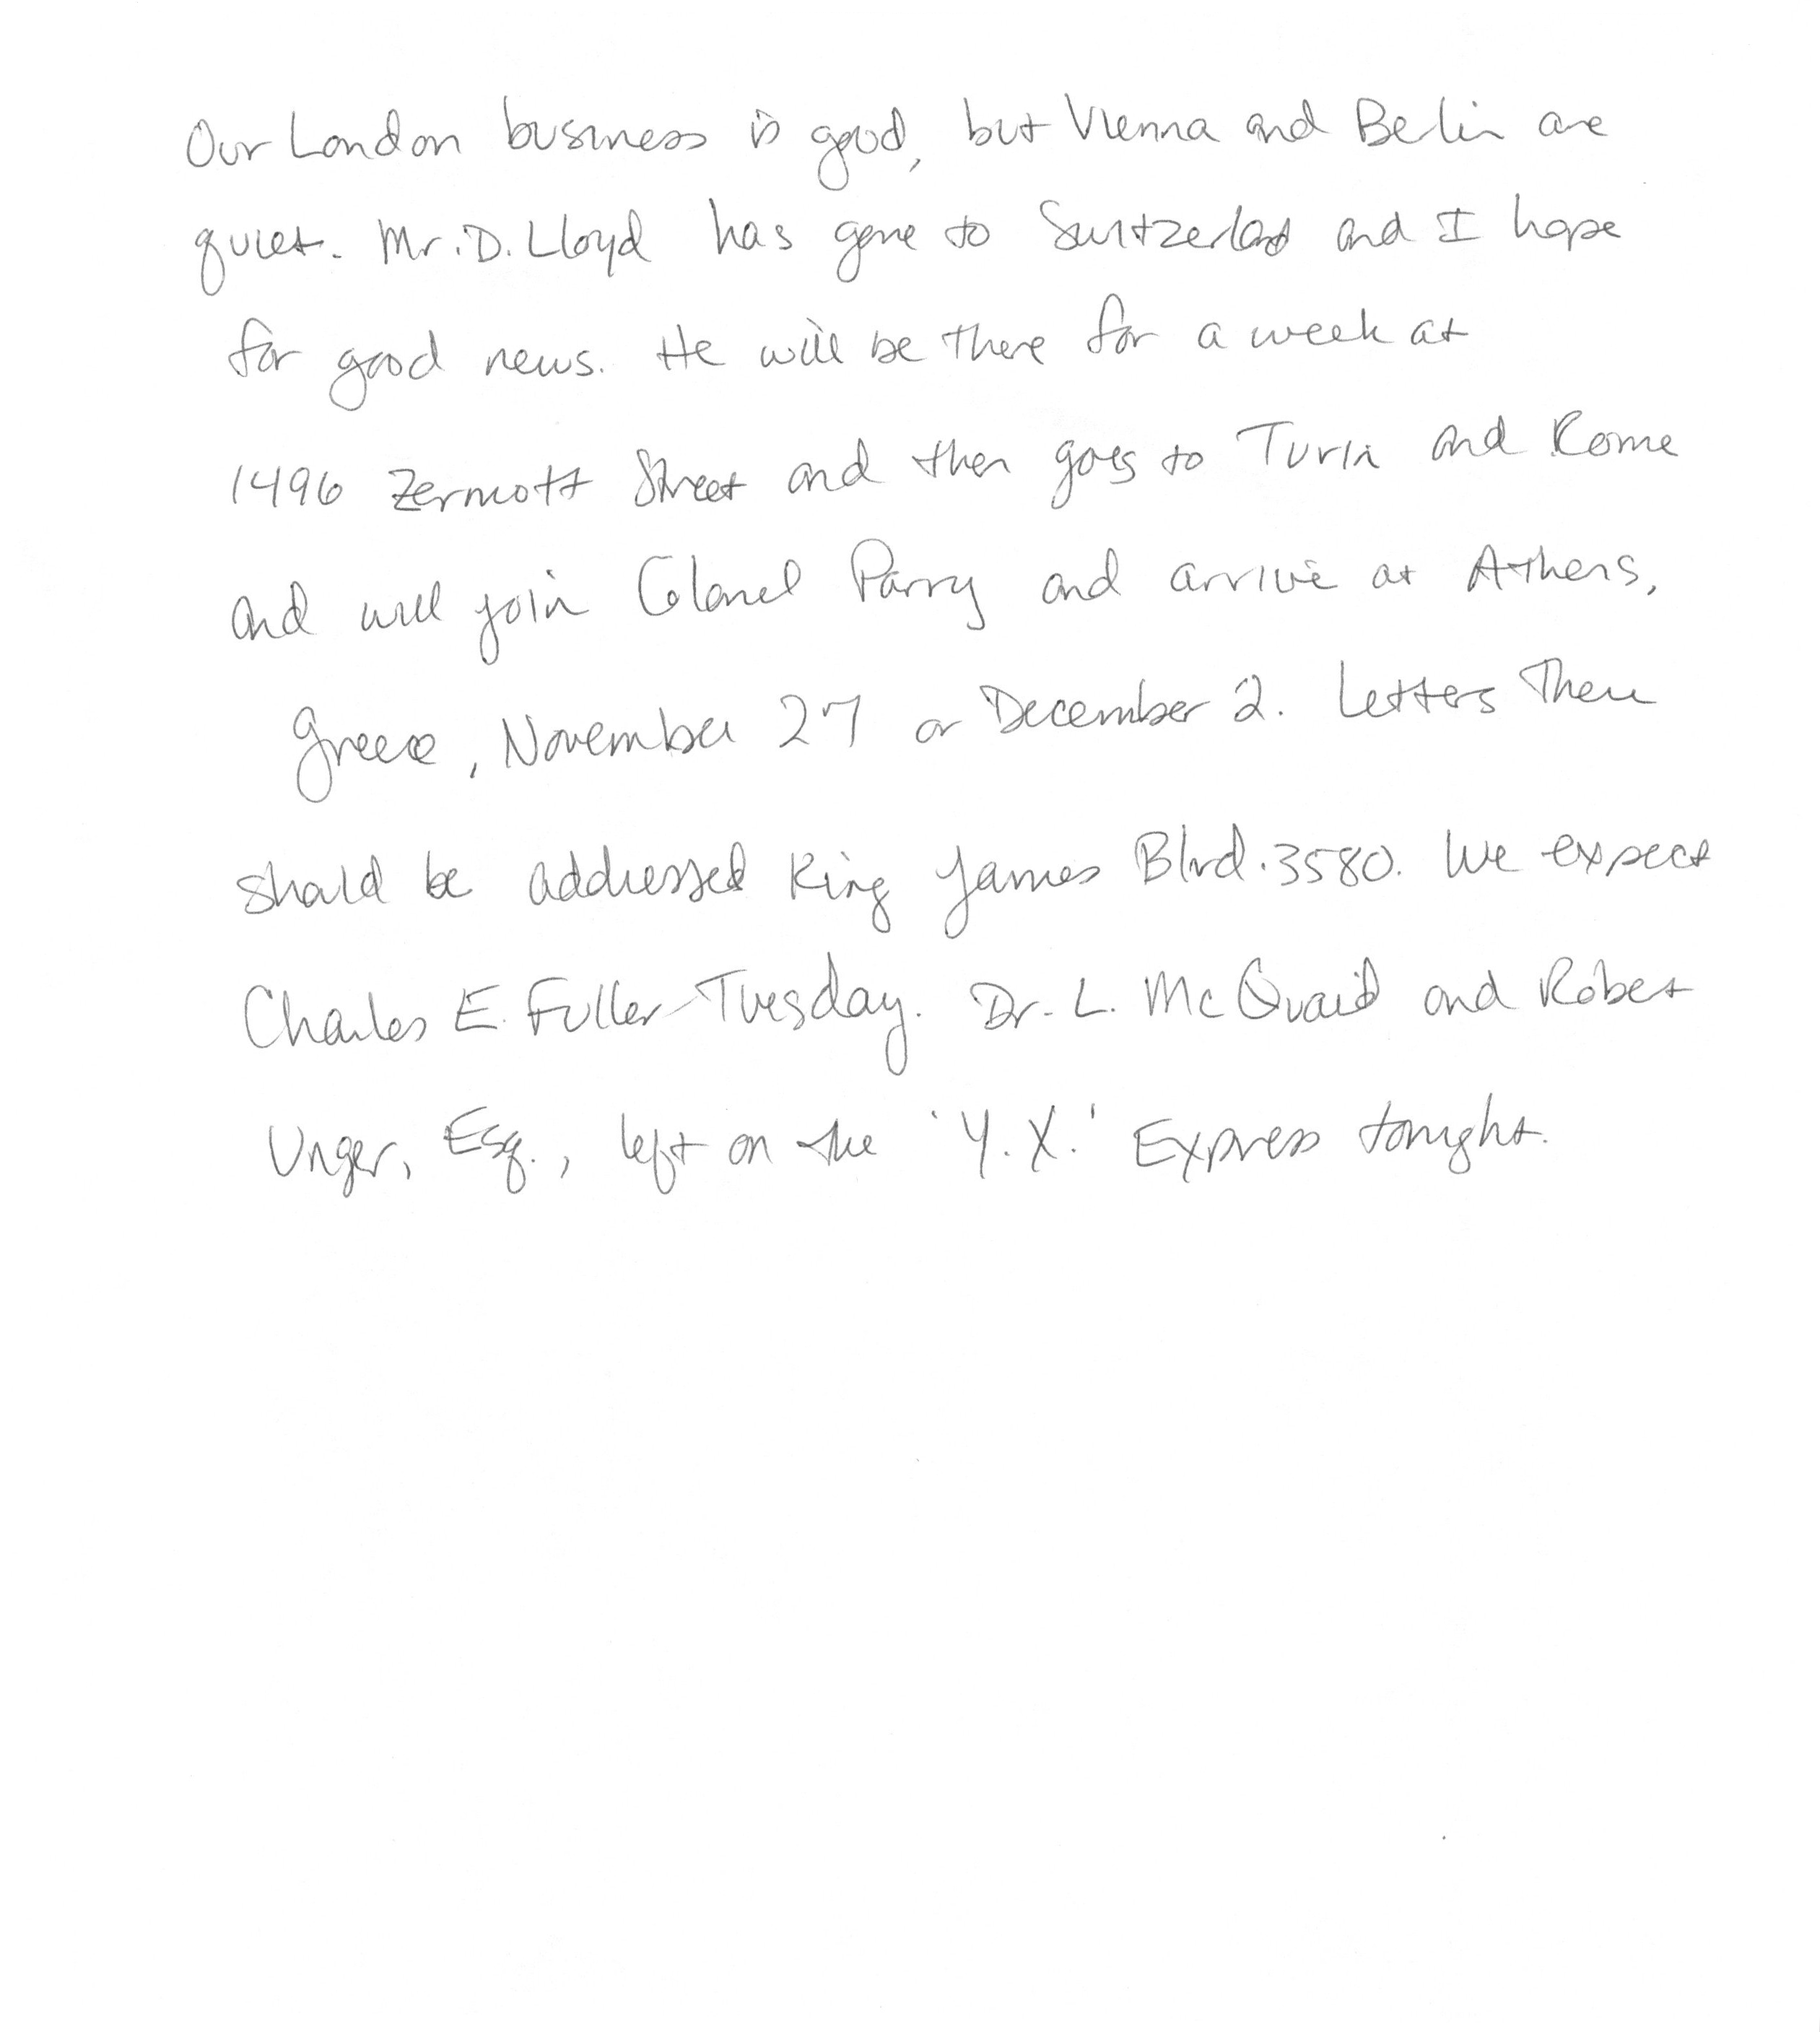 Our London business is good, but Vienna and Berlin are
quiet. Mr. D. Lloyd has gone to Switzerland and I hope
for good news. He will be there for a week at
1496 Zermott Street and then goes to Turin and Rome
and will join Colonel Parry and arrive at Athens,
Greece, November 27 or December 2. Letters there
should be addressed King James Blvd. 3580. We expect
Charles E. Fuller Tuesday. Dr. L. McQuaid and Robert
Unger, Esq., left on the 'Y.X.' Express tonight.